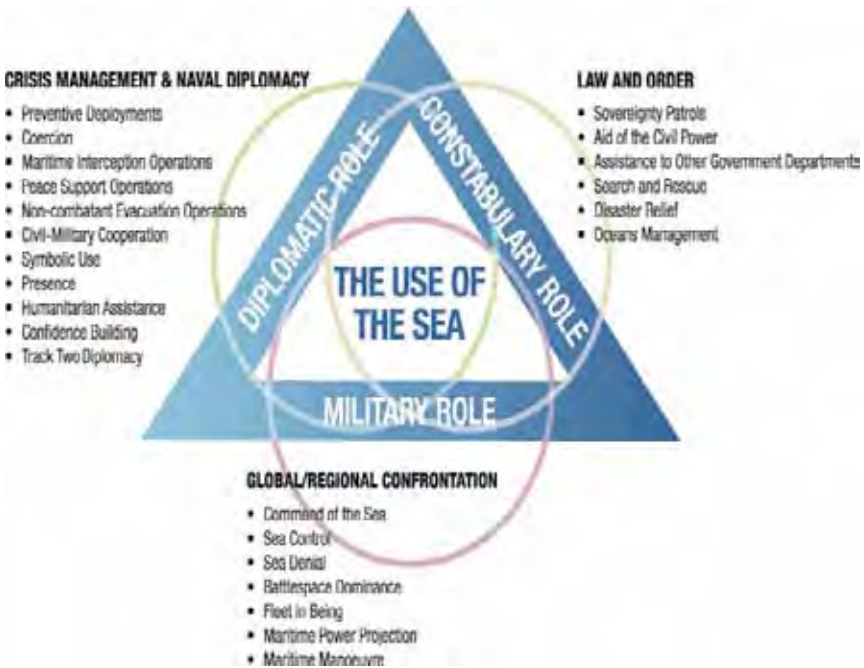 CRISIS MANAGEMENT & NAVAL DIPLOMACY
• Preventive Deployments
• Coercion
• Maritime Interception Operations
• Peace Support Operations
• Non-combatant Evacuation Operations
• Civil-Military Cooperation
• Symbolic Use
• Presence
• Humanitarian Assistance
• Confidence Building
• Track Two Diplomacy
LAW AND ORDER
• Sovereignty Patrols
• Aid of the Civil Power
• Assistance to Other Government Departments
• Search and Rescue
• Disaster Relief
• Oceans Management
DIPLOMATIC ROLE
CONSTABULARY ROLE
THE USE OF
THE SEA
MILITARY ROLE
GLOBAL/REGIONAL CONFRONTATION
• Command of the Sea
• Sea Control
• Sea Denial
• Battlespace Dominance
• Fleet in Being
• Maritime Power Projection
• Maritime Manoeuvre